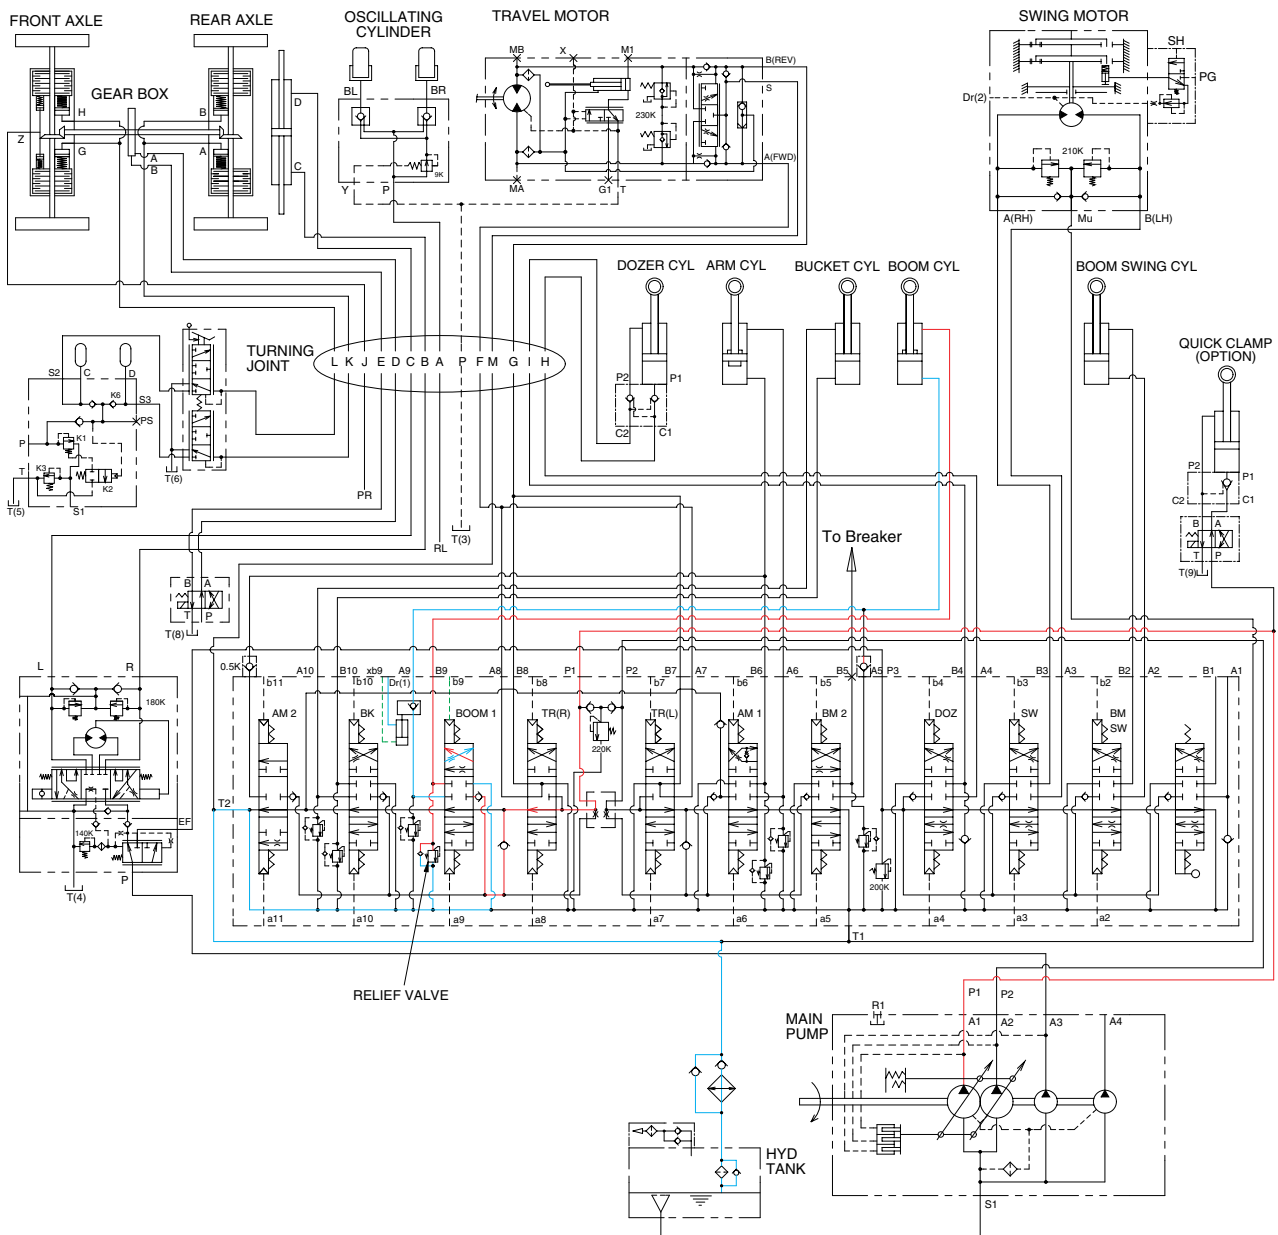 FRONT AXLE
REAR AXLE
OSCILLATING
CYLINDER
TRAVEL MOTOR
SWING MOTOR
GEAR BOX
H
G
Z
A
B
B
A
D
C
BL
BR
Y
P
9K
MB
X
M1
B(REV)
S
230K
A(FWD)
MA
G1
T
SH
PG
Dr(2)
210K
A(RH)
Mu
B(LH)
DOZER CYL
ARM CYL
BUCKET CYL
BOOM CYL
BOOM SWING CYL
QUICK CLAMP
(OPTION)
TURNING
JOINT
L K J E D C B A P F M G I H
P2
P1
C2
C1
S2
C
D
K6
S3
PS
P
K1
T
K3
K2
T(5)
S1
T(6)
PR
RL
T(3)
P2
P1
C2
C1
B
A
T
P
T(9)
To Breaker
B
A
T
P
T(8)
L
R
180K
EF
140K
T(4)
P
0.5K
A10
B10
xb9
A9
B9
A8
B8
P1
P2
B7
A7
B6
A6
B5
A5
P3
B4
A4
B3
A3
B2
A2
B1
A1
b11
b10
Dr(1)
b9
b8
b7
b6
b5
b4
b3
b2
AM 2
BK
BOOM 1
TR(R)
TR(L)
AM 1
BM 2
DOZ
SW
BM
SW
220K
T2
200K
a11
a10
a9
a8
a7
a6
a5
a4
a3
a2
T1
RELIEF VALVE
MAIN
PUMP
R1
P1
P2
A1
A2
A3
A4
HYD
TANK
S1